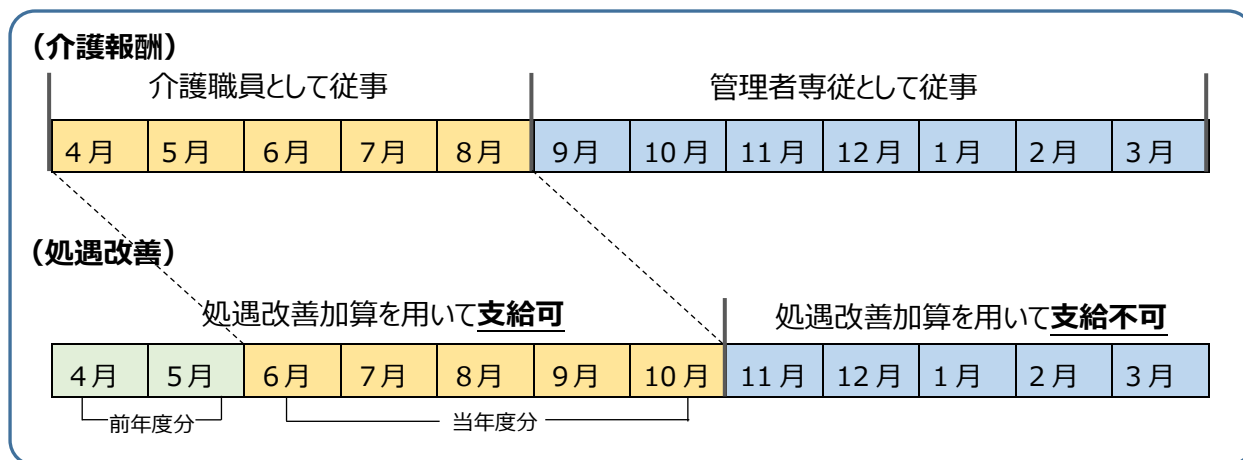 （介護報酬）
介護職員として従事 管理者専従として従事
4月 5月 6月 7月 8月 9月 10月 11月 12月 1月 2月 3月
（処遇改善）
処遇改善加算を用いて支給可 処遇改善加算を用いて支給不可
4月 5月 6月 7月 8月 9月 10月 11月 12月 1月 2月 3月
前年度分 当年度分